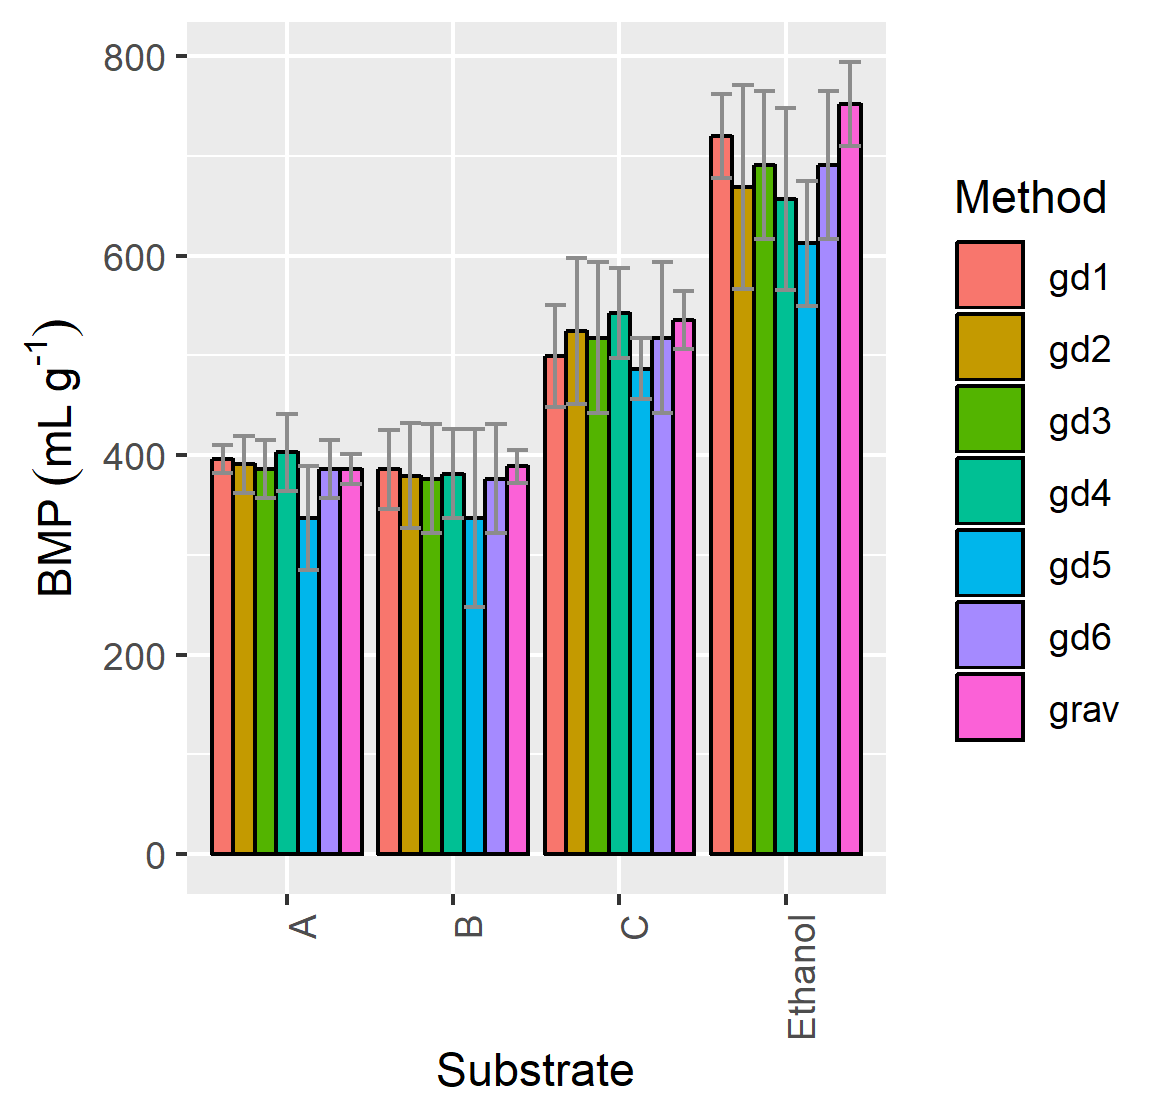 800
600
400
200
0
BMP (mL g⁻¹)
A
B
C
Ethanol
Substrate
Method
gd1
gd2
gd3
gd4
gd5
gd6
grav